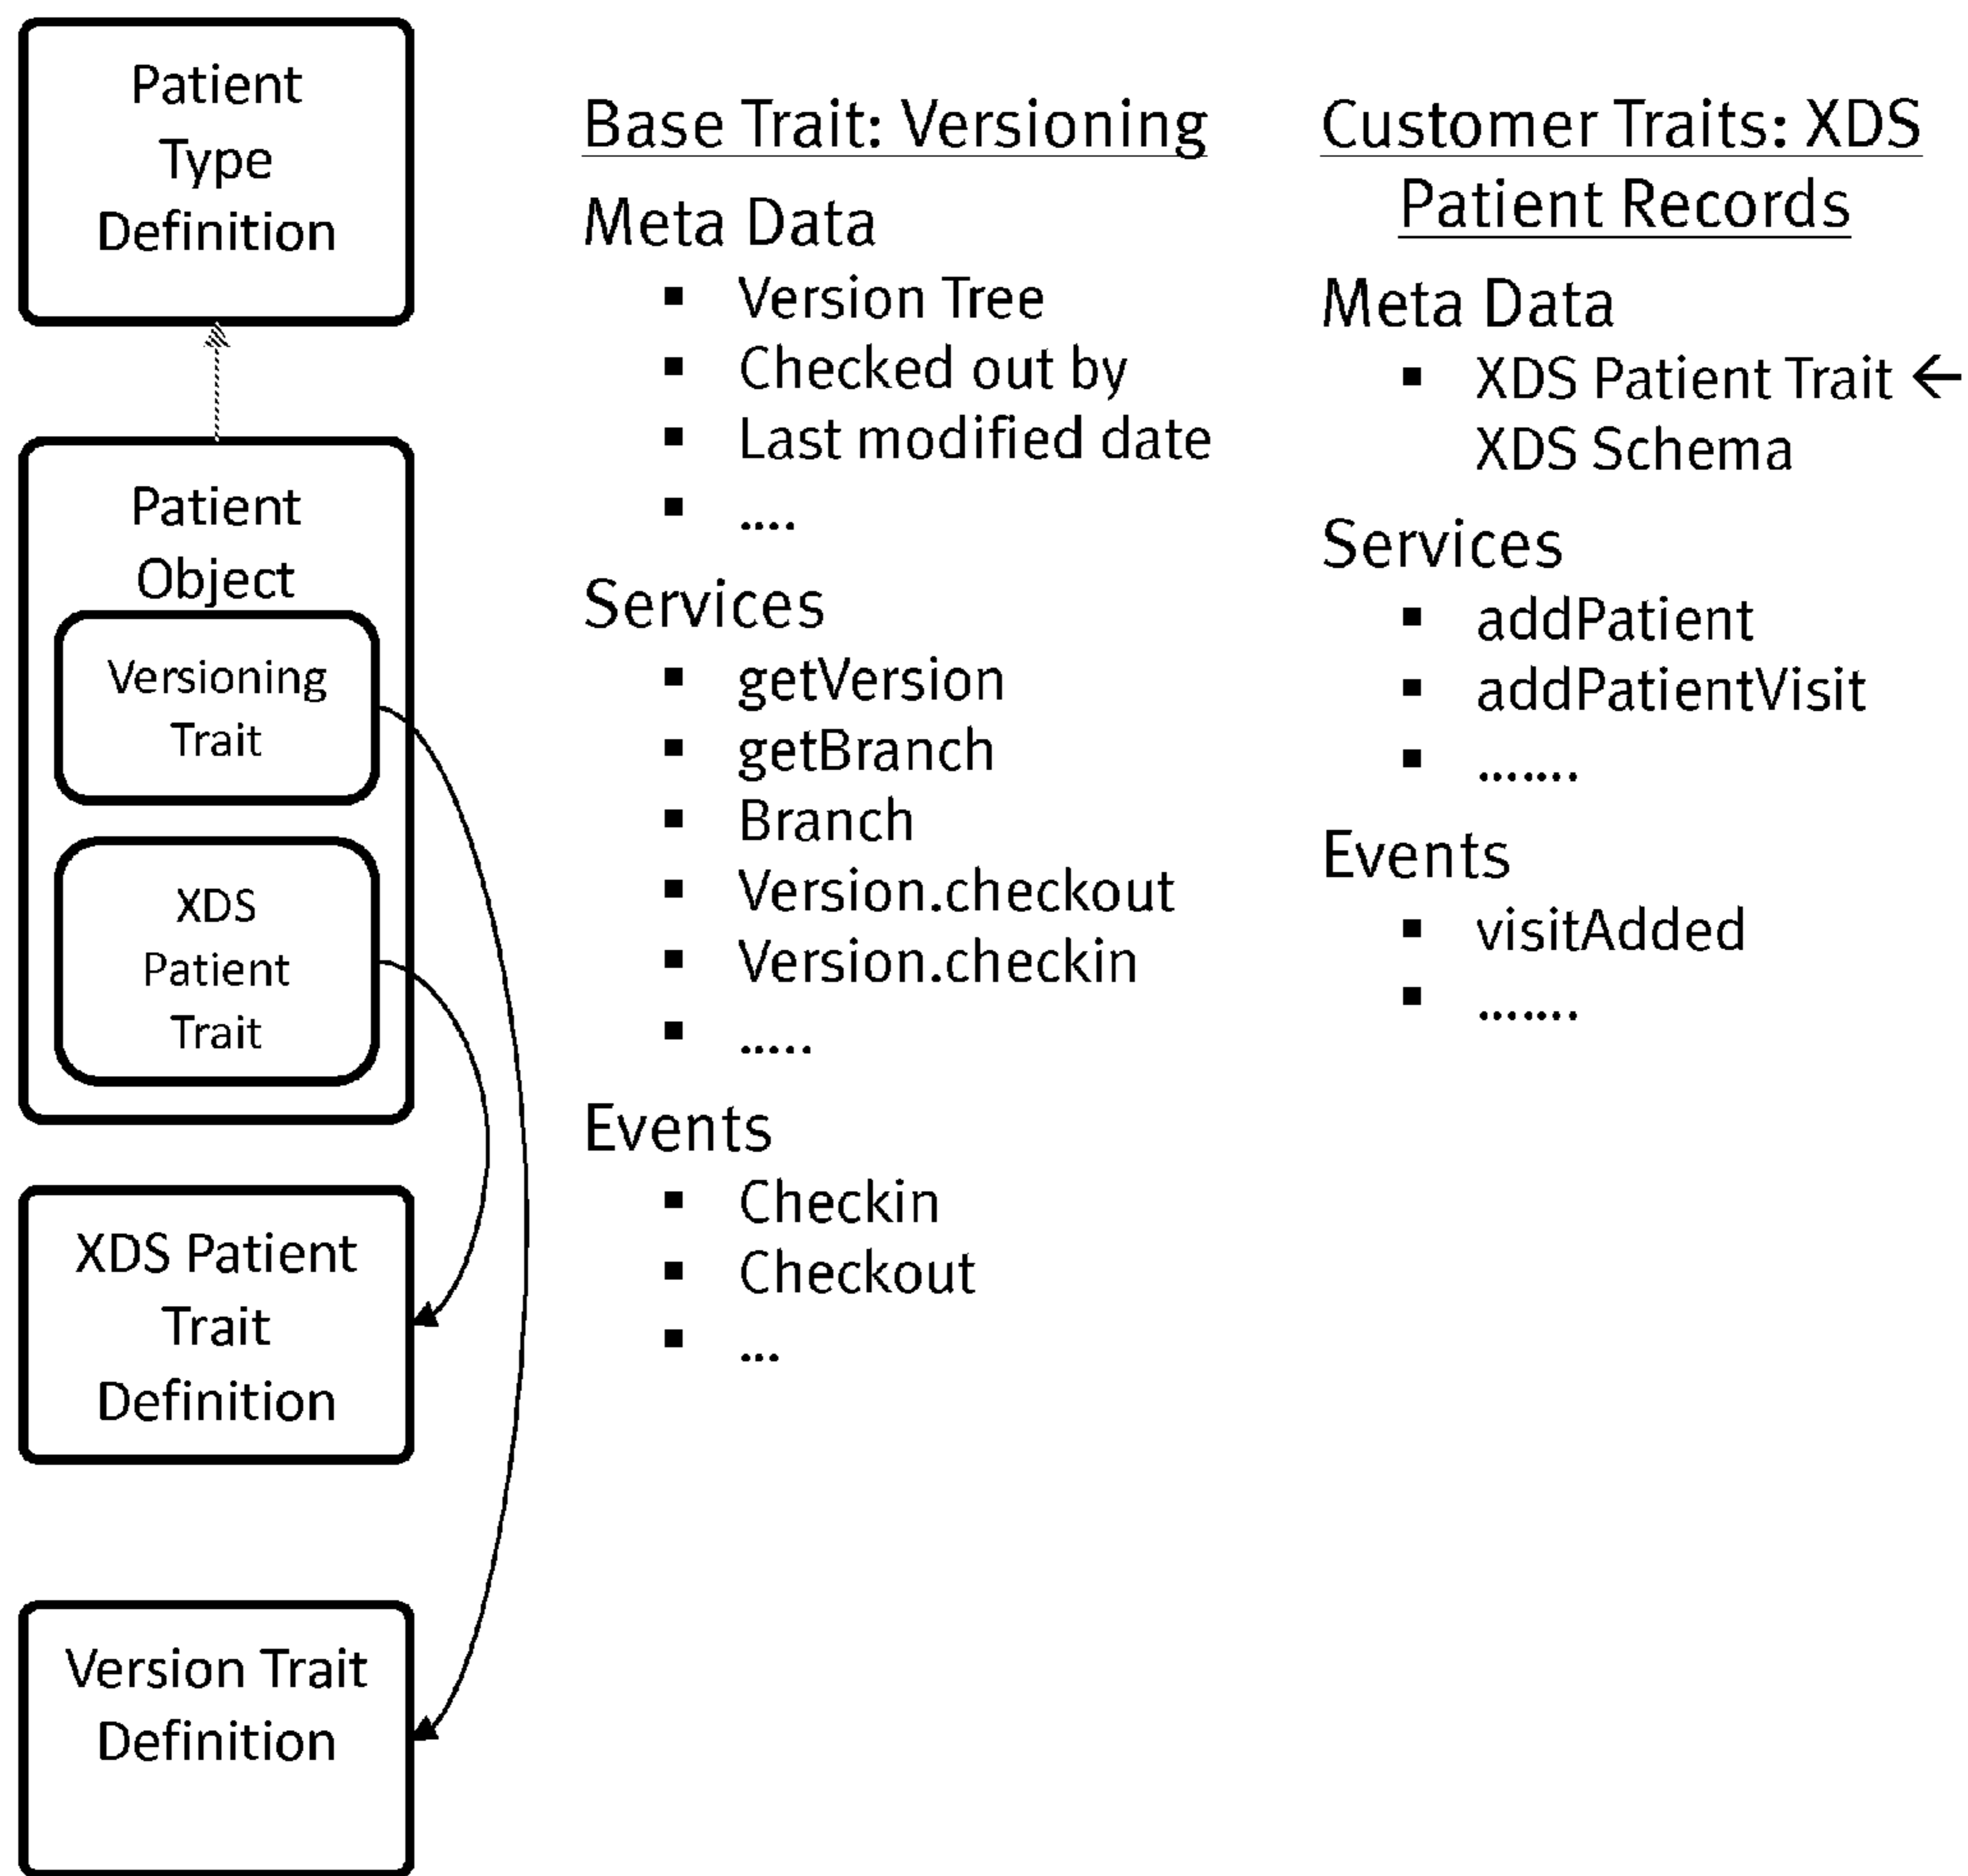 Patient
Type
Definition
Patient
Object
Versioning
Trait
XDS
Patient
Trait
XDS Patient
Trait
Definition
Version Trait
Definition
Base Trait: Versioning
Meta Data
▪ Version Tree
▪ Checked out by
▪ Last modified date
▪ ....
Services
▪ getVersion
▪ getBranch
▪ Branch
▪ Version.checkout
▪ Version.checkin
▪ .....
Events
▪ Checkin
▪ Checkout
▪ ...
Customer Traits: XDS
Patient Records
Meta Data
▪ XDS Patient Trait ←
XDS Schema
Services
▪ addPatient
▪ addPatientVisit
▪ .......
Events
▪ visitAdded
▪ .......